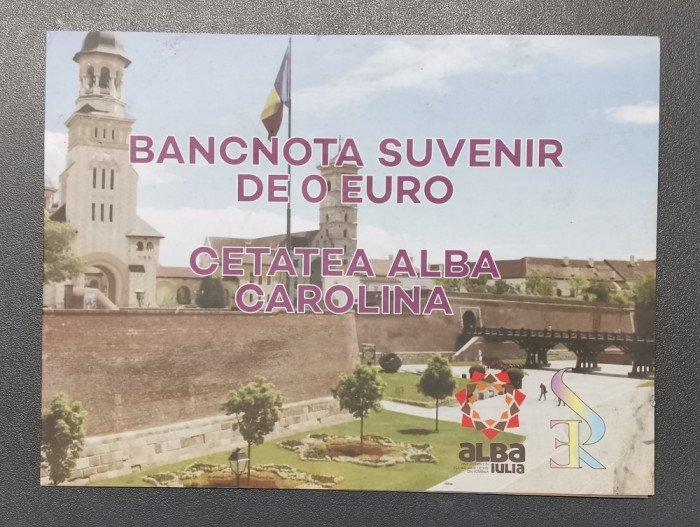 BANCNOTA SUVENIR
DE 0 EURO
CETATEA ALBA
CAROLINA
alBa
IULIA